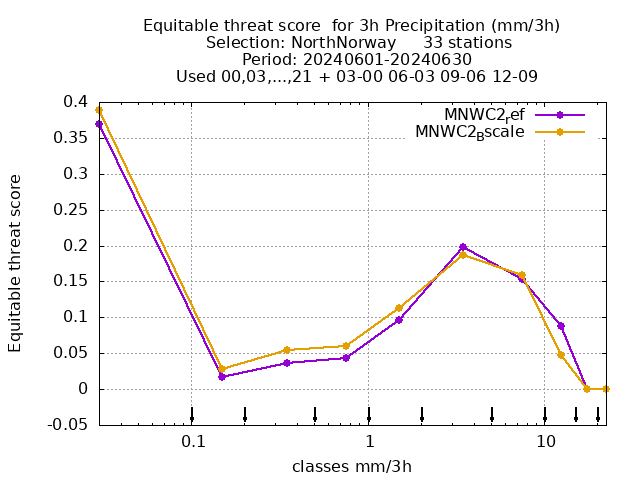 Equitable threat score  for 3h Precipitation (mm/3h)
Selection: NorthNorway     33 stations
Period: 20240601-20240630
Used 00,03,...,21 + 03-00 06-03 09-06 12-09
MNWC2ref
MNWC2Bscale
0.4
0.35
0.3
0.25
0.2
0.15
0.1
0.05
0
-0.05
Equitable threat score
0.1 1 10
classes mm/3h